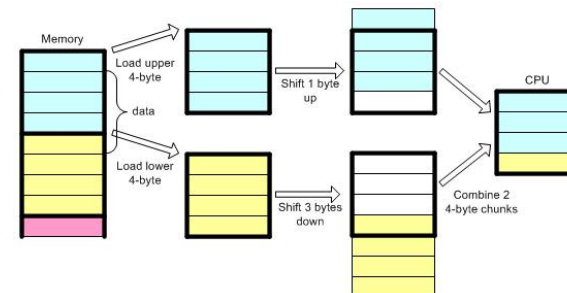 Memory
Load upper
4-byte
Shift 1 byte
up
CPU
data
Load lower
4-byte
Shift 3 bytes
down
Combine 2
4-byte chunks